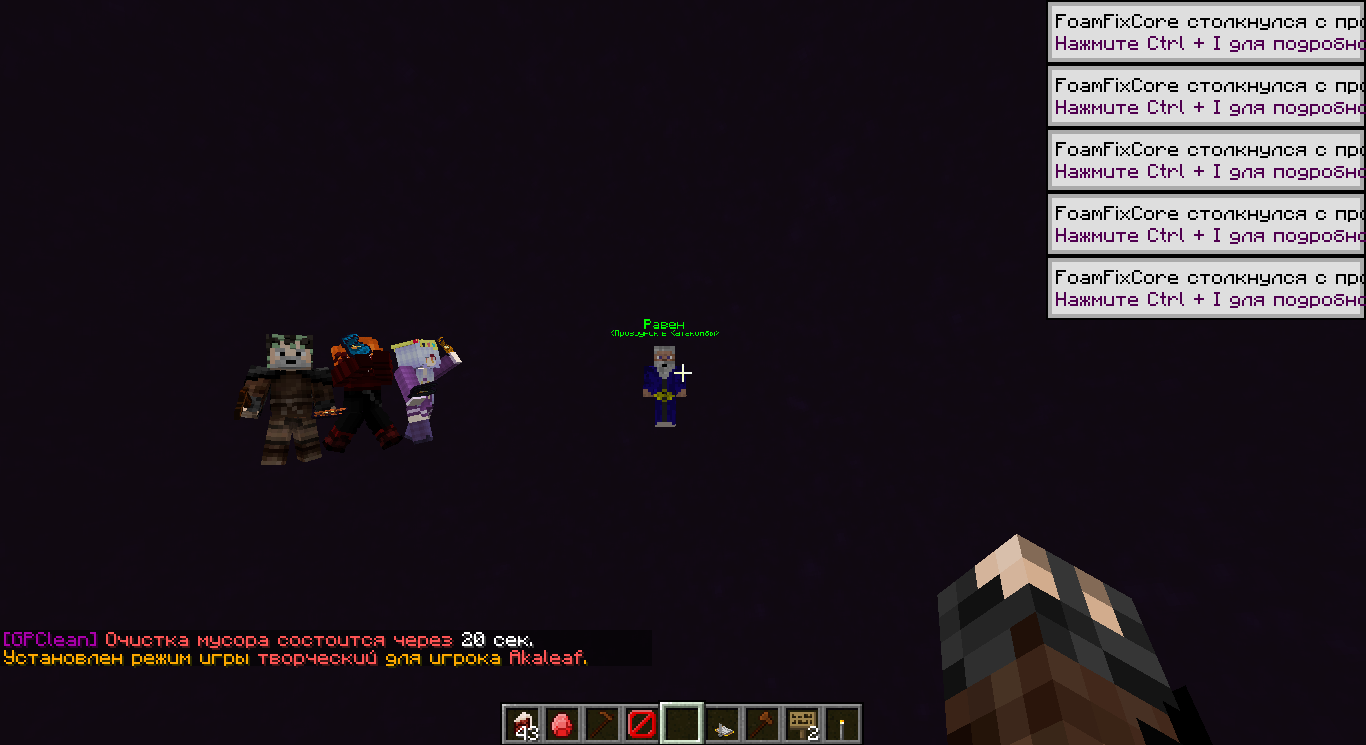 FoamFixCore столкнулся с про
Нажмите Ctrl + I для подробно
FoamFixCore столкнулся с про
Нажмите Ctrl + I для подробно
FoamFixCore столкнулся с про
Нажмите Ctrl + I для подробно
FoamFixCore столкнулся с про
Нажмите Ctrl + I для подробно
FoamFixCore столкнулся с про
Нажмите Ctrl + I для подробно
Равен
<Проводник в Катакомбы>
[GPClean] Очистка мусора состоится через 20 сек.
Установлен режим игры творческий для игрока Akaleaf.
43
2